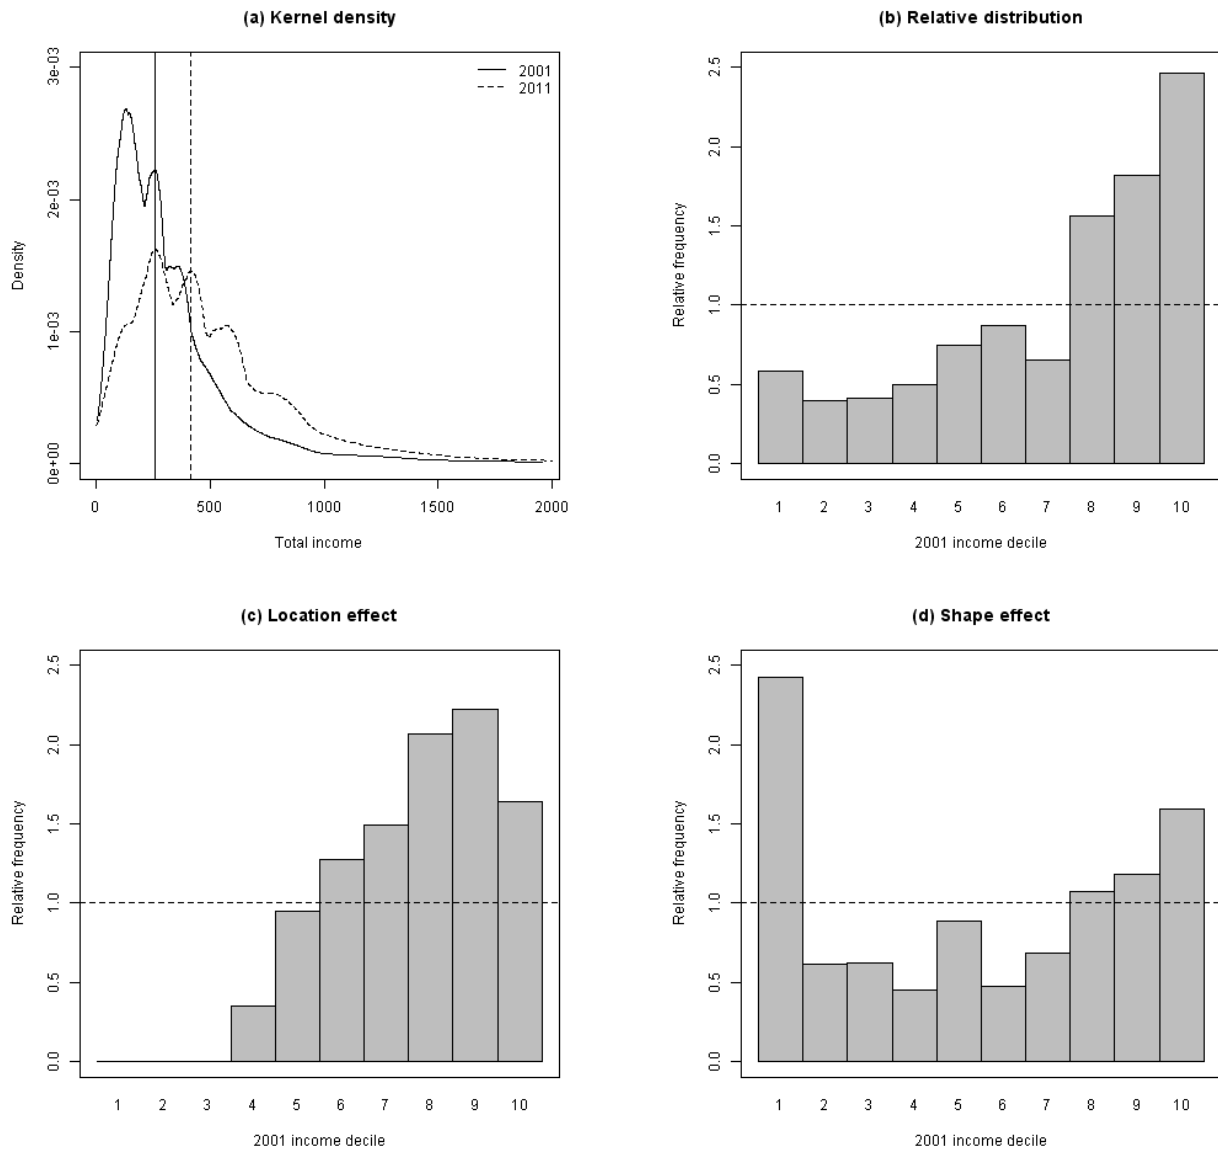 (a) Kernel density
3e-03
2e-03
1e-03
0e+00
Density
2001
2011
0 500 1000 1500 2000
Total income
(b) Relative distribution
2.5
2.0
1.5
1.0
0.5
0.0
Relative frequency
1 2 3 4 5 6 7 8 9 10
2001 income decile
(c) Location effect
2.5
2.0
1.5
1.0
0.5
0.0
Relative frequency
1 2 3 4 5 6 7 8 9 10
2001 income decile
(d) Shape effect
2.5
2.0
1.5
1.0
0.5
0.0
Relative frequency
1 2 3 4 5 6 7 8 9 10
2001 income decile